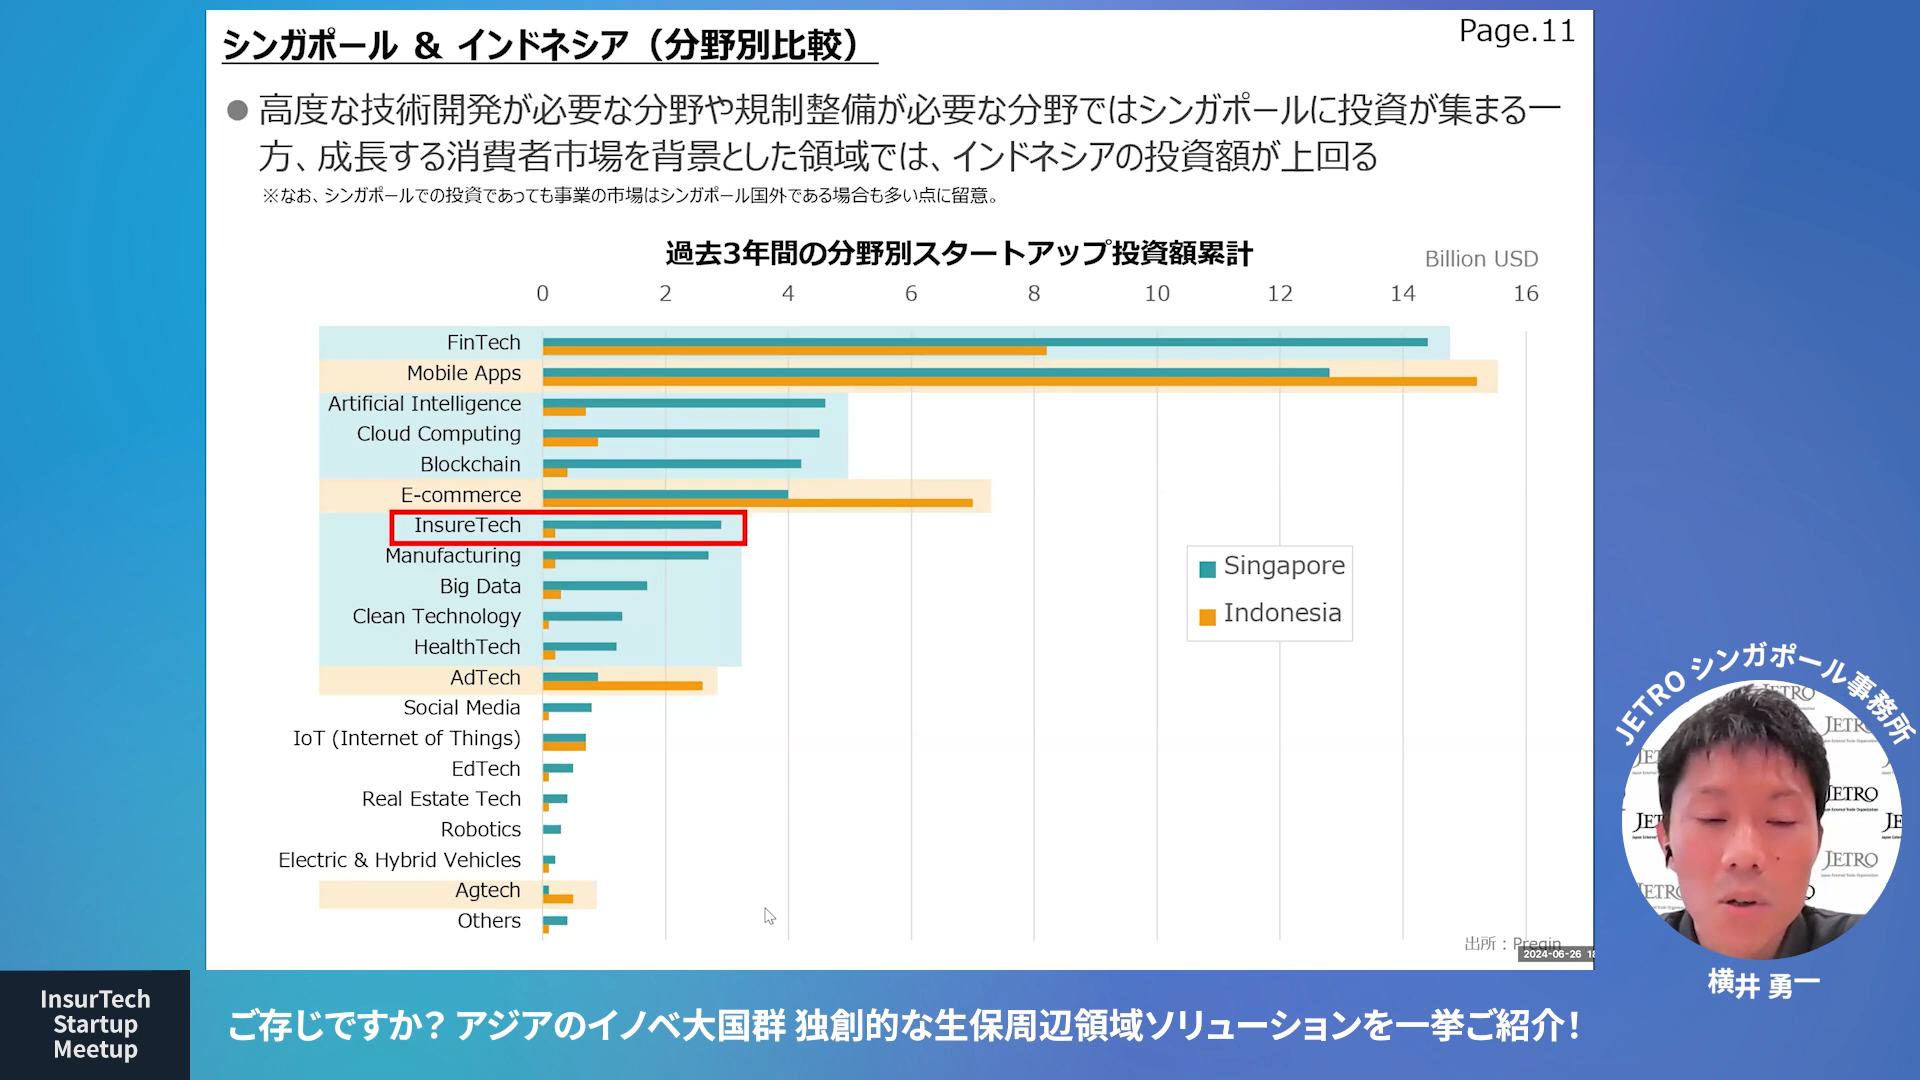 シンガポール ＆ インドネシア（分野別比較）
Page.11
● 高度な技術開発が必要な分野や規制整備が必要な分野ではシンガポールに投資が集まる一
方、成長する消費者市場を背景とした領域では、インドネシアの投資額が上回る
※なお、シンガポールでの投資であっても事業の市場はシンガポール国外である場合も多い点に留意。
過去3年間の分野別スタートアップ投資額累計
Billion USD
0 2 4 6 8 10 12 14 16
FinTech
Mobile Apps
Artificial Intelligence
Cloud Computing
Blockchain
E-commerce
InsureTech
Manufacturing
Big Data
Clean Technology
HealthTech
AdTech
Social Media
IoT (Internet of Things)
EdTech
Real Estate Tech
Robotics
Electric & Hybrid Vehicles
Agtech
Others
Singapore
Indonesia
出所：Preqin
2024-06-26
JETRO シンガポール事務所
JETRO
JETRO
JETRO
横井 勇一
InsurTech
Startup
Meetup
ご存じですか？ アジアのイノベ大国群 独創的な生保周辺領域ソリューションを一挙ご紹介！